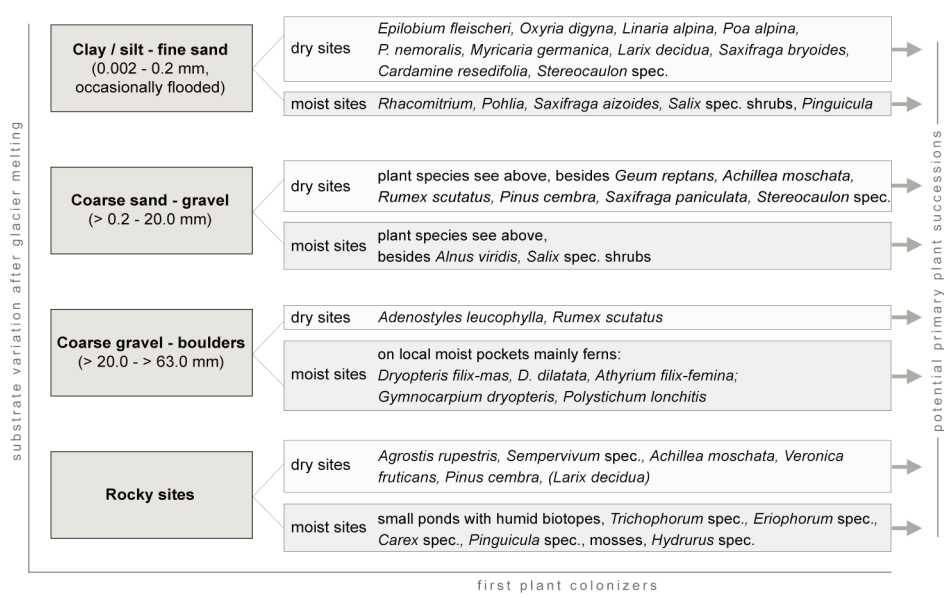 Clay / silt - fine sand
(0.002 - 0.2 mm,
occasionally flooded)
dry sites
Epilobium fleischeri, Oxyria digyna, Linaria alpina, Poa alpina,
P. nemoralis, Myricaria germanica, Larix decidua, Saxifraga bryoides,
Cardamine resedifolia, Stereocaulon spec.
moist sites
Rhacomitrium, Pohlia, Saxifraga aizoides, Salix spec. shrubs, Pinguicula
Coarse sand - gravel
(> 0.2 - 20.0 mm)
dry sites
plant species see above, besides Geum reptans, Achillea moschata,
Rumex scutatus, Pinus cembra, Saxifraga paniculata, Stereocaulon spec.
moist sites
plant species see above,
besides Alnus viridis, Salix spec. shrubs
Coarse gravel - boulders
(> 20.0 - > 63.0 mm)
dry sites
Adenostyles leucophylla, Rumex scutatus
moist sites
on local moist pockets mainly ferns:
Dryopteris filix-mas, D. dilatata, Athyrium filix-femina;
Gymnocarpium dryopteris, Polystichum lonchitis
Rocky sites
dry sites
Agrostis rupestris, Sempervivum spec., Achillea moschata, Veronica
fruticans, Pinus cembra, (Larix decidua)
moist sites
small ponds with humid biotopes, Trichophorum spec., Eriophorum spec.,
Carex spec., Pinguicula spec., mosses, Hydrurus spec.
substrate variation after glacier melting
potential primary plant successions
first plant colonizers